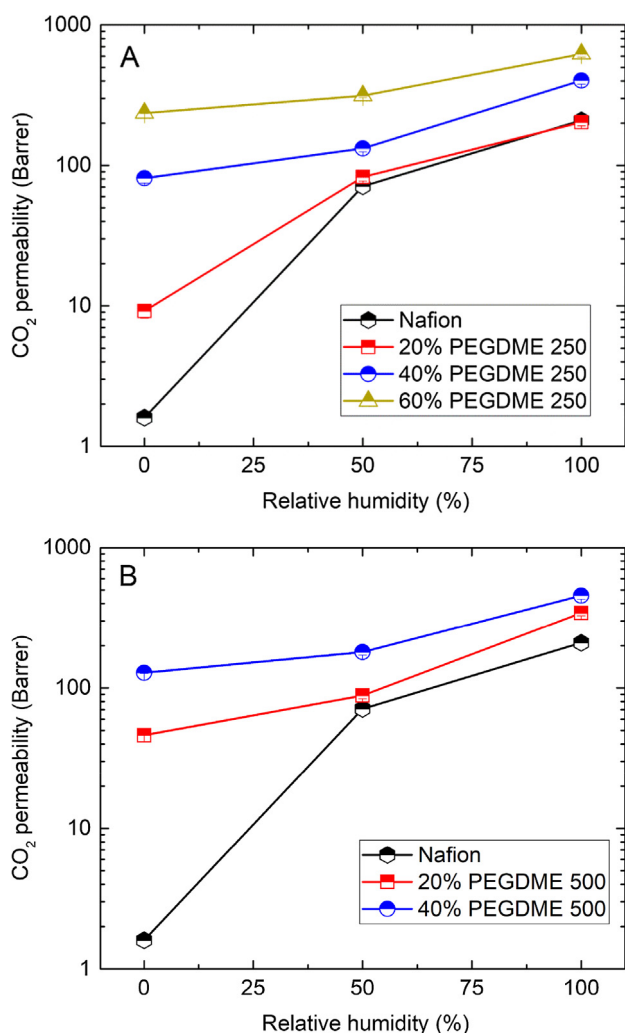 A
1000
100
10
1
CO₂ permeability (Barrer)
Nafion
20% PEGDME 250
40% PEGDME 250
60% PEGDME 250
0 25 50 75 100
Relative humidity (%)
B
1000
100
10
1
CO₂ permeability (Barrer)
Nafion
20% PEGDME 500
40% PEGDME 500
0 25 50 75 100
Relative humidity (%)